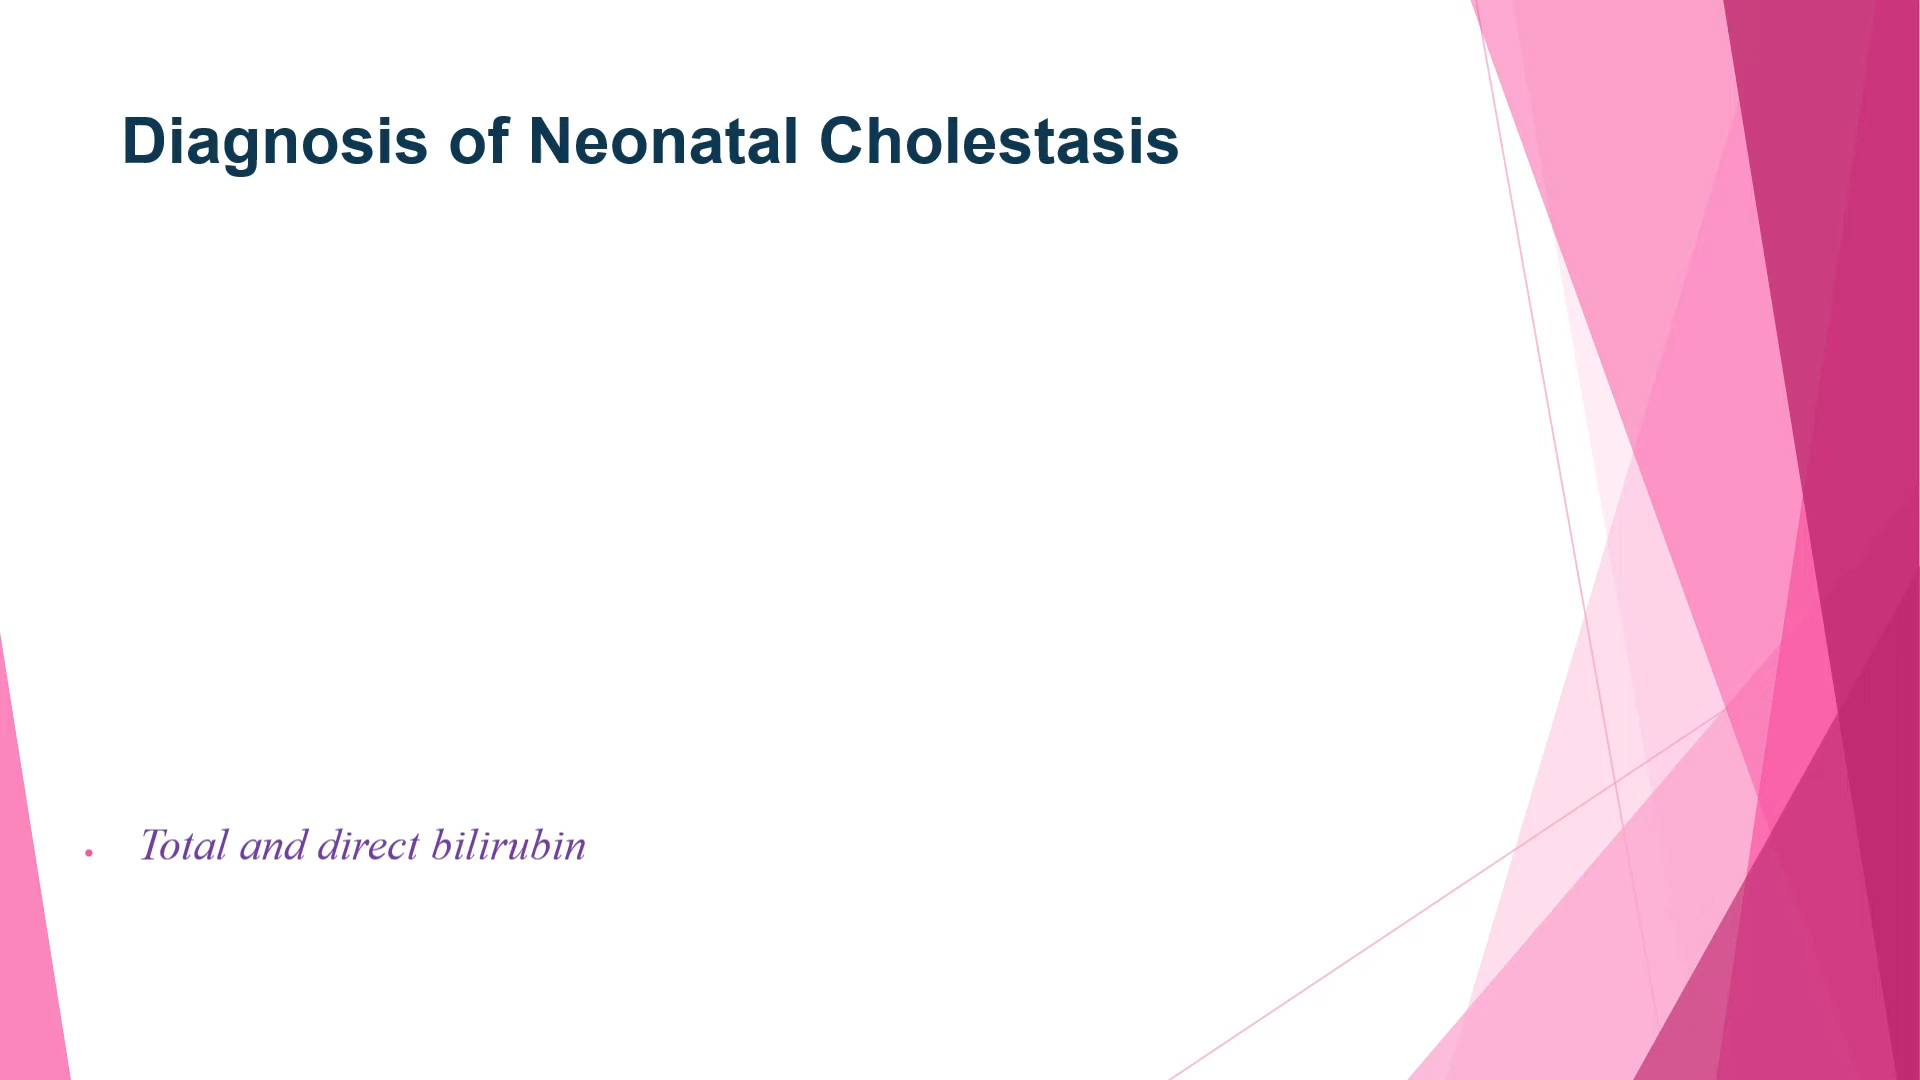 Diagnosis of Neonatal Cholestasis
• Total and direct bilirubin